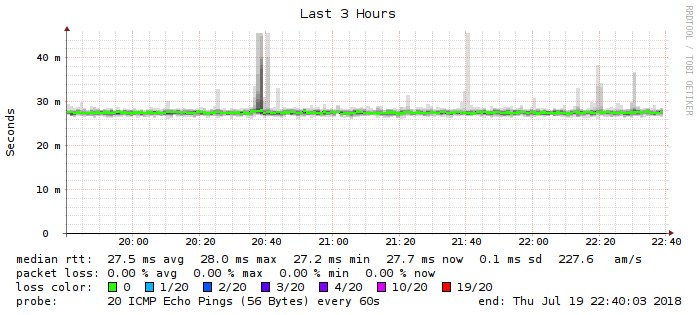 Last 3 Hours
RRDTOOL / TOBI OETIKER
Seconds
40 m
30 m
20 m
10 m
0
20:00 20:20 20:40 21:00 21:20 21:40 22:00 22:20 22:40
median rtt: 27.5 ms avg 28.0 ms max 27.2 ms min 27.7 ms now 0.1 ms sd 227.6 am/s
packet loss: 0.00 % avg 0.00 % max 0.00 % min 0.00 % now
loss color: 0 1/20 2/20 3/20 4/20 10/20 19/20
probe: 20 ICMP Echo Pings (56 Bytes) every 60s end: Thu Jul 19 22:40:03 2018